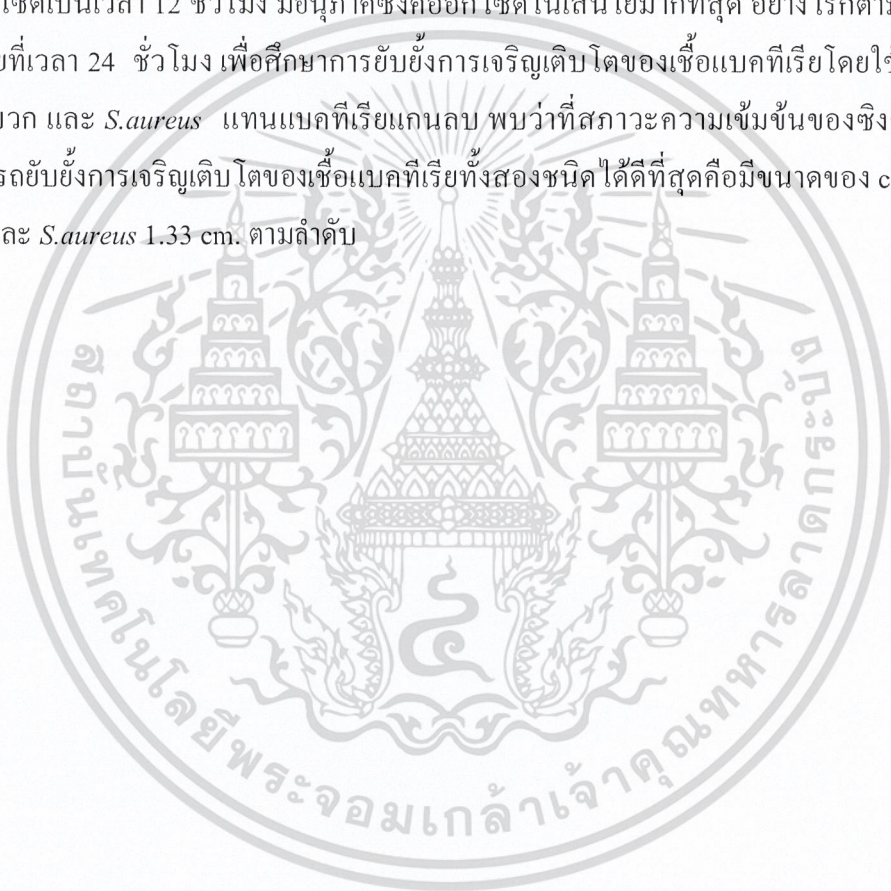 เซดเป็นเวลา 12 ชั่วโมง มีอนุภาคซิงค์ออกไซด์ในเส้นใยมากที่สุด อย่างไรก็ตาม
ที่เวลา 24 ชั่วโมง เพื่อศึกษาการยับยั้งการเจริญเติบโตของเชื้อแบคทีเรียโดยใช้
บวก และ S.aureus แทนแบคทีเรียแกนลบ พบว่าที่สภาวะความเข้มข้นของซิง
รถยับยั้งการเจริญเติบโตของเชื้อแบคทีเรียทั้งสองชนิดได้ดีที่สุดคือมีขนาดของ c
ละ S.aureus 1.33 cm. ตามลำดับ
สถาบันเทคโนโลยีพระจอมเกล้าเจ้าคุณทหารลาดกระบัง